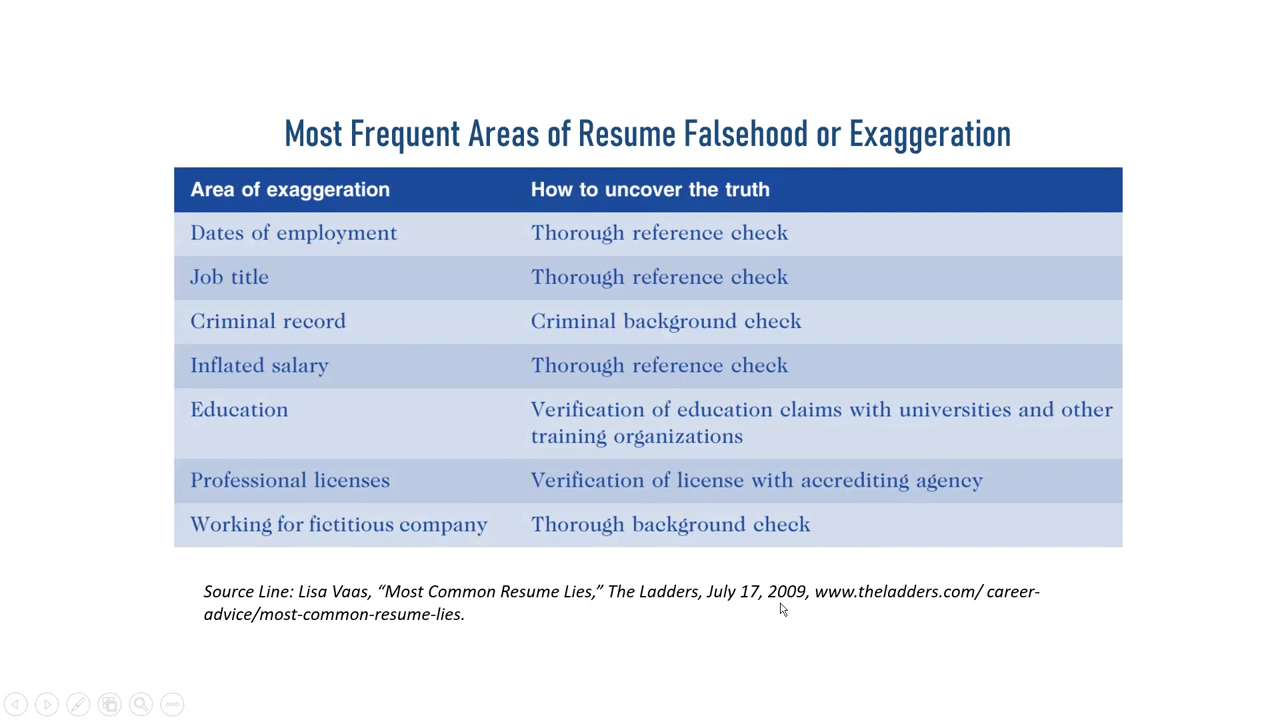 Most Frequent Areas of Resume Falsehood or Exaggeration
Area of exaggeration How to uncover the truth
Dates of employment Thorough reference check
Job title Thorough reference check
Criminal record Criminal background check
Inflated salary Thorough reference check
Education Verification of education claims with universities and other
training organizations
Professional licenses Verification of license with accrediting agency
Working for fictitious company Thorough background check
Source Line: Lisa Vaas, “Most Common Resume Lies,” The Ladders, July 17, 2009, www.theladders.com/ career-
advice/most-common-resume-lies.